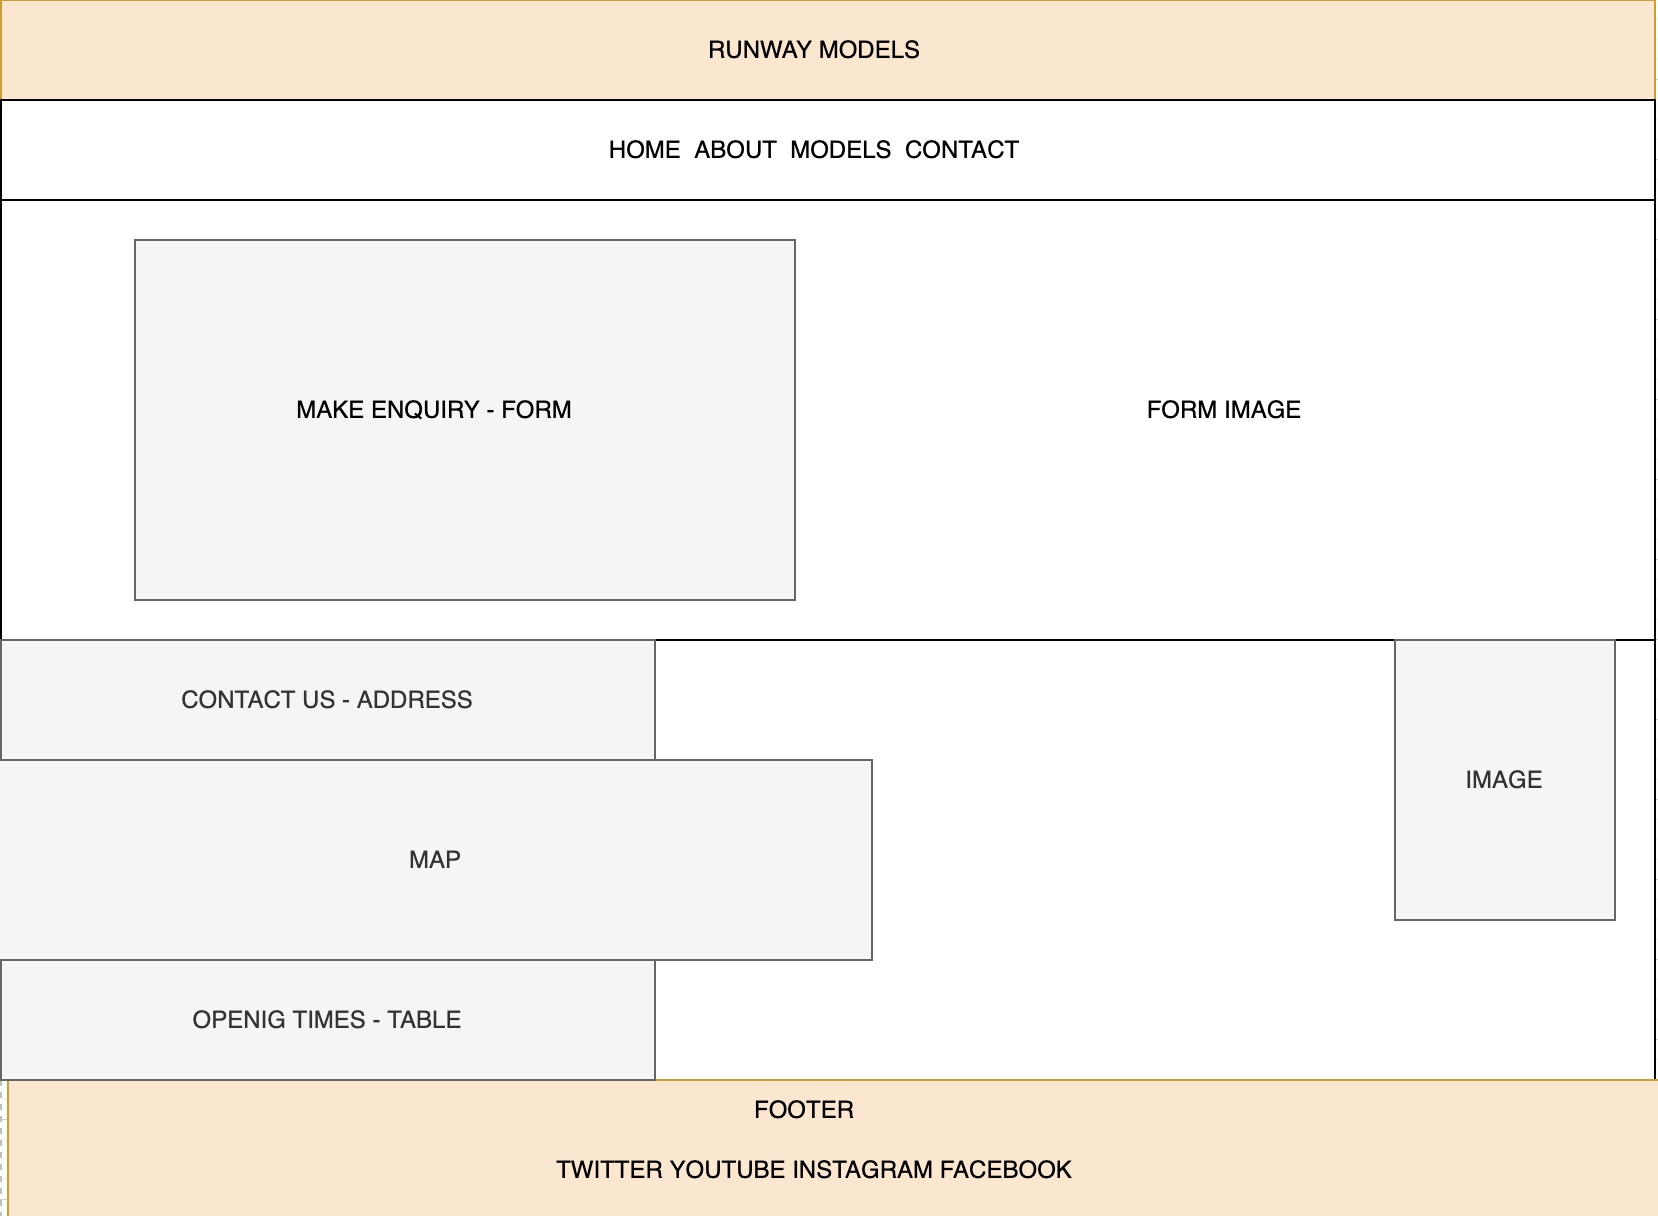 RUNWAY MODELS
HOME ABOUT MODELS CONTACT
MAKE ENQUIRY - FORM
FORM IMAGE
CONTACT US - ADDRESS
IMAGE
MAP
OPENIG TIMES - TABLE
FOOTER
TWITTER YOUTUBE INSTAGRAM FACEBOOK